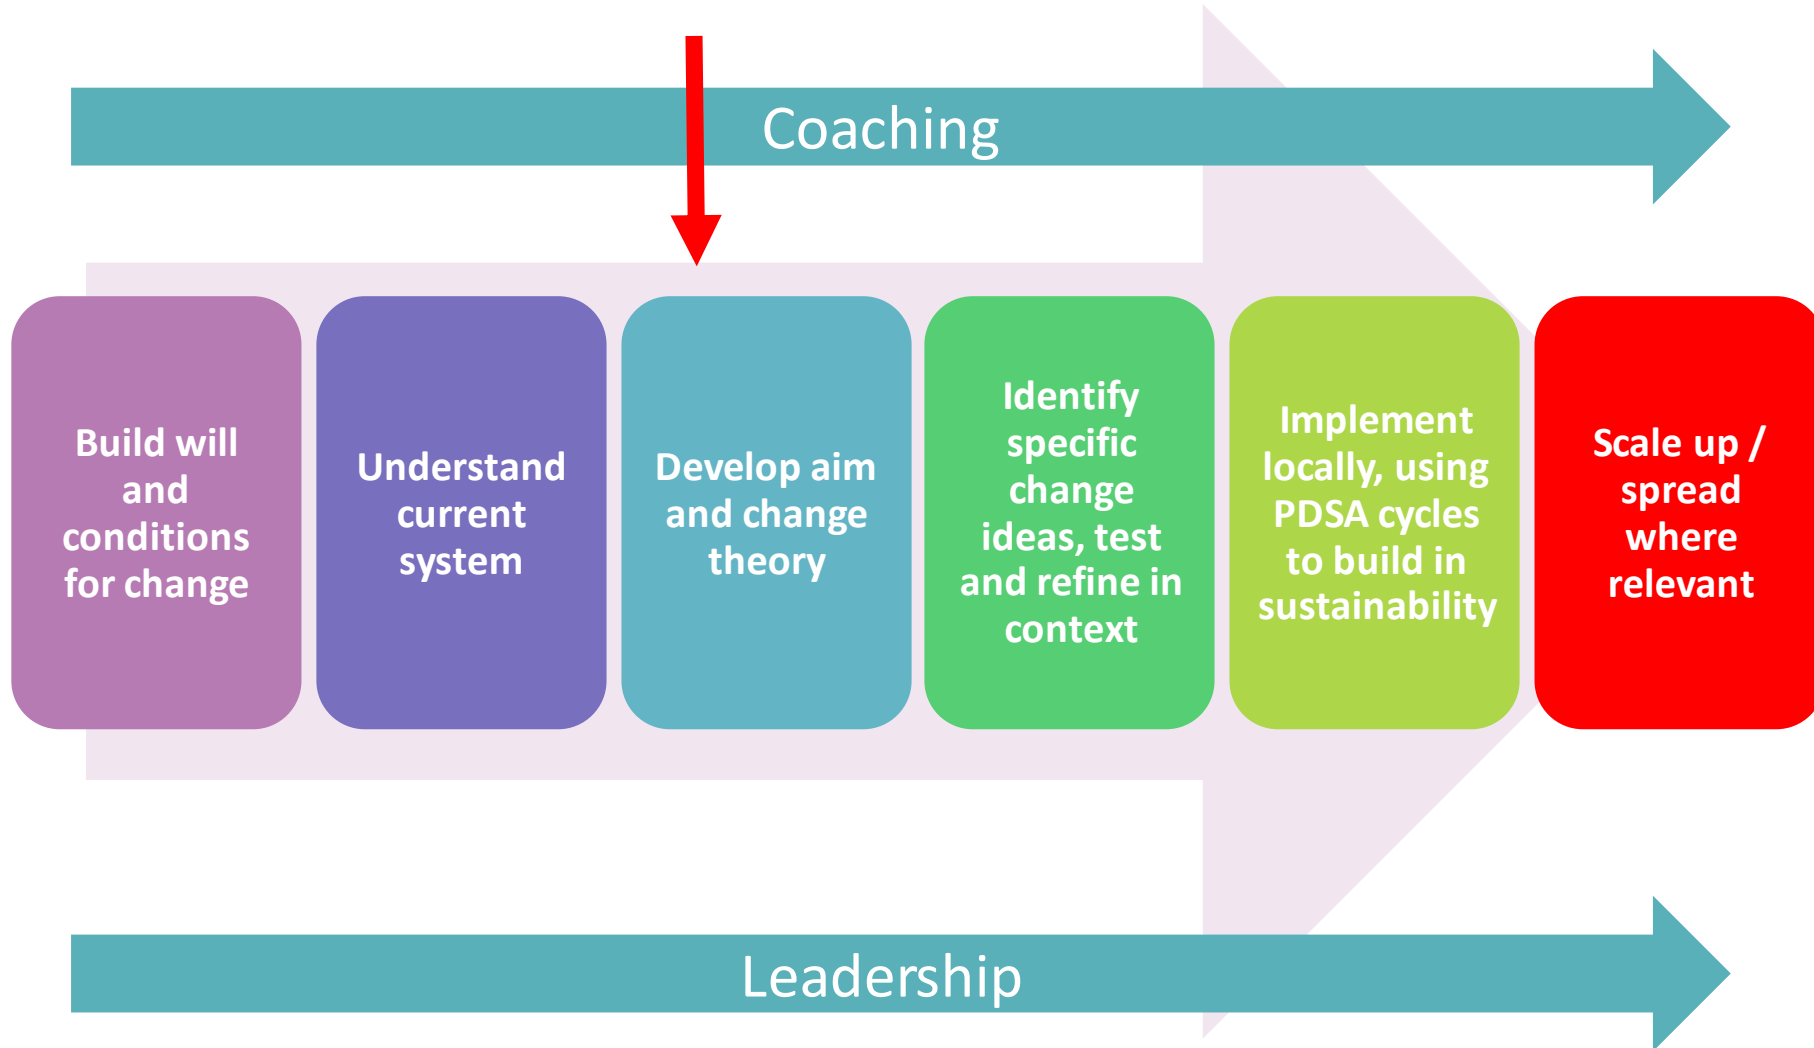 Coaching
Build will
and
conditions
for change
Understand
current
system
Develop aim
and change
theory
Identify
specific
change
ideas, test
and refine in
context
Implement
locally, using
PDSA cycles
to build in
sustainability
Scale up /
spread
where
relevant
Leadership